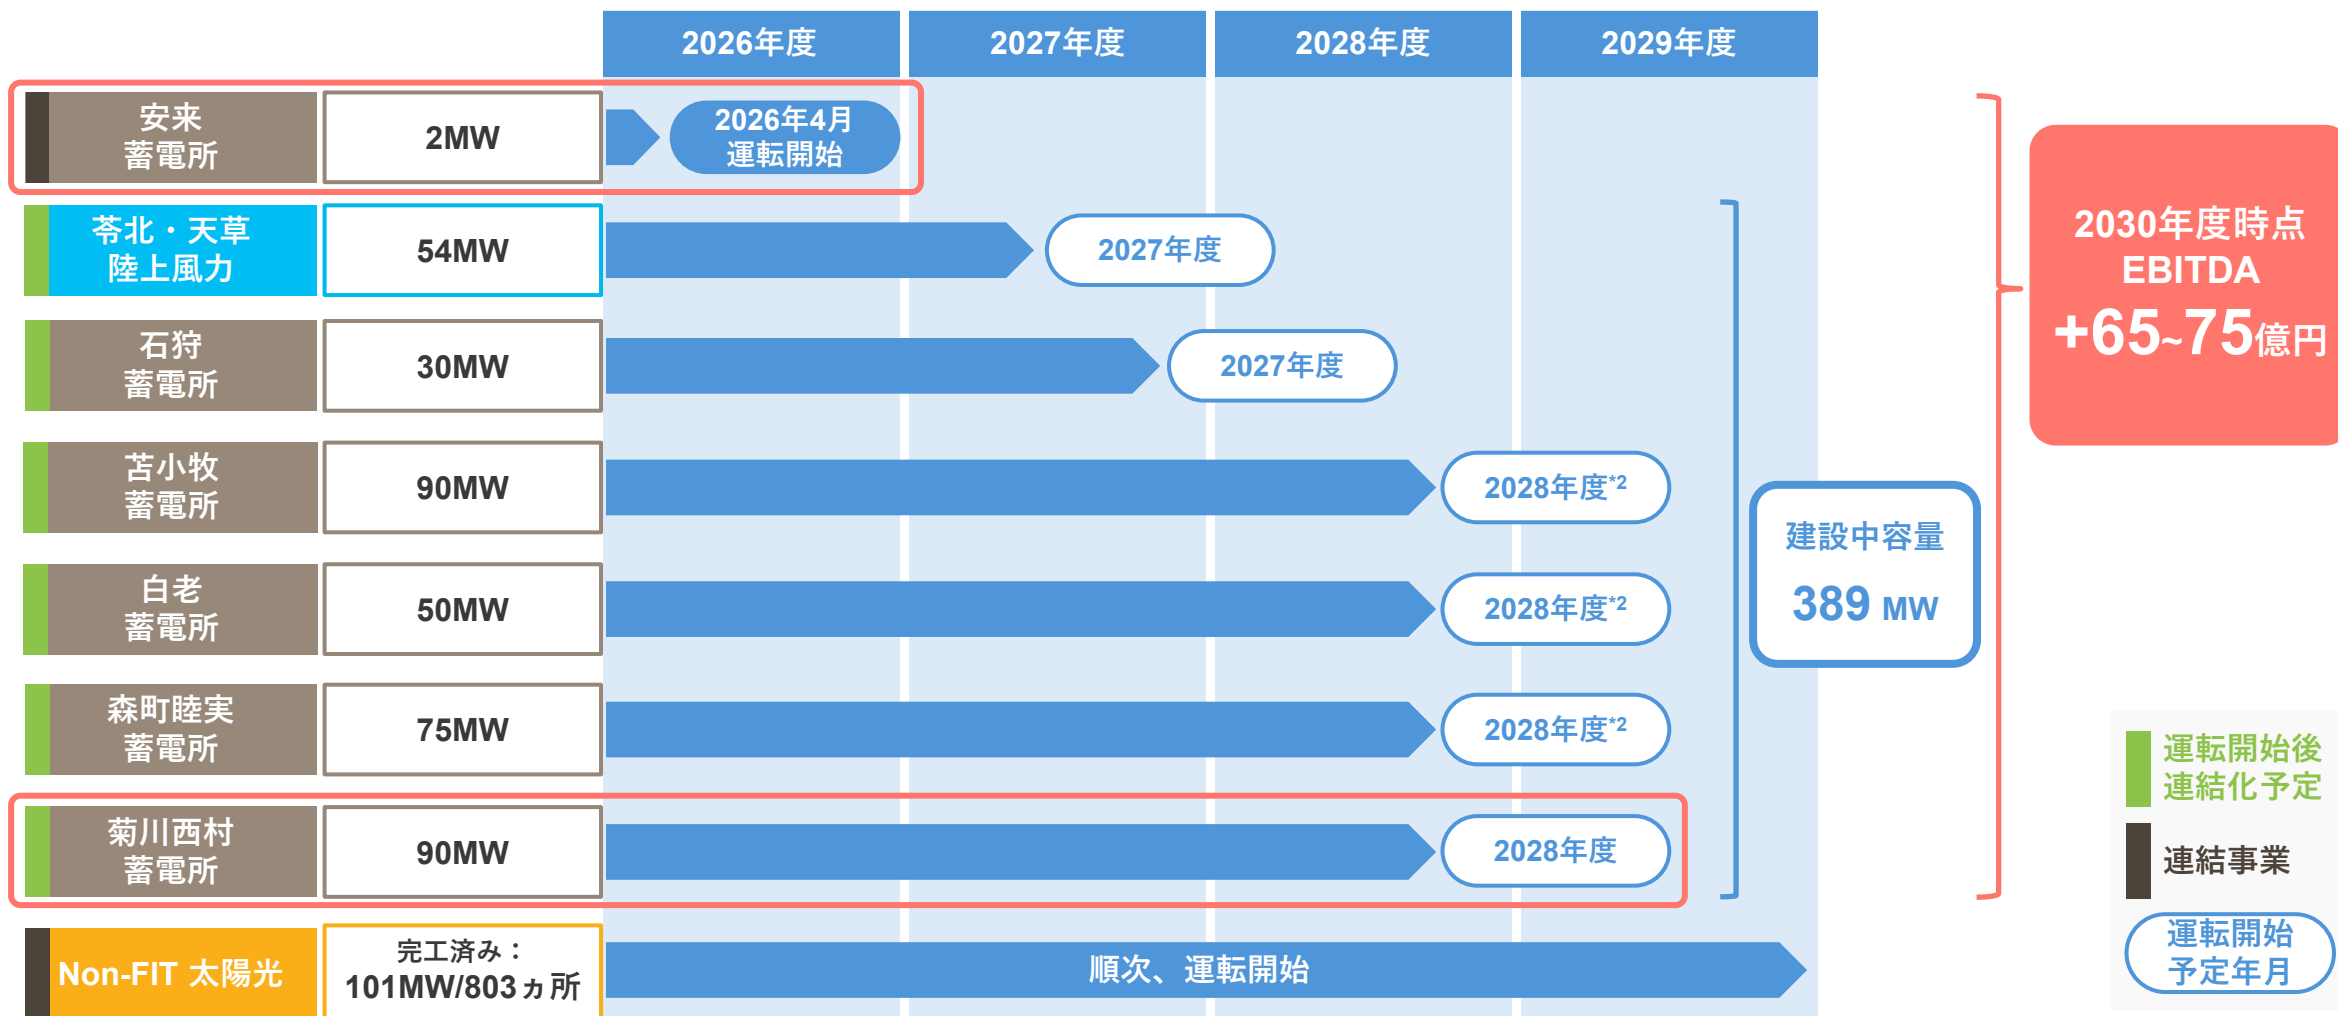 2026年度
2027年度
2028年度
2029年度
安来
蓄電所
2MW
2026年4月
運転開始
苓北・天草
陸上風力
54MW
2027年度
石狩
蓄電所
30MW
2027年度
苫小牧
蓄電所
90MW
2028年度*2
白老
蓄電所
50MW
2028年度*2
森町睦実
蓄電所
75MW
2028年度*2
菊川西村
蓄電所
90MW
2028年度
Non-FIT 太陽光
完工済み：
101MW/803ヵ所
順次、運転開始
建設中容量
389 MW
2030年度時点
EBITDA
+65~75億円
運転開始後
連結化予定
連結事業
運転開始
予定年月